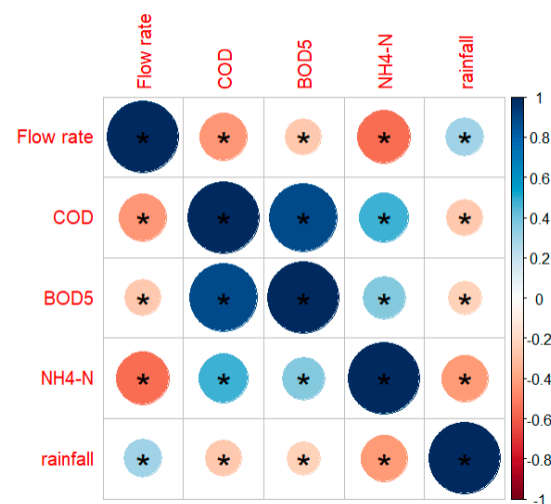 Flow rate
COD
BOD5
NH4-N
rainfall
Flow rate * * * * *
COD * * * * *
BOD5 * * * * *
NH4-N * * * * *
rainfall * * * * *
1
0.8
0.6
0.4
0.2
0
-0.2
-0.4
-0.6
-0.8
-1